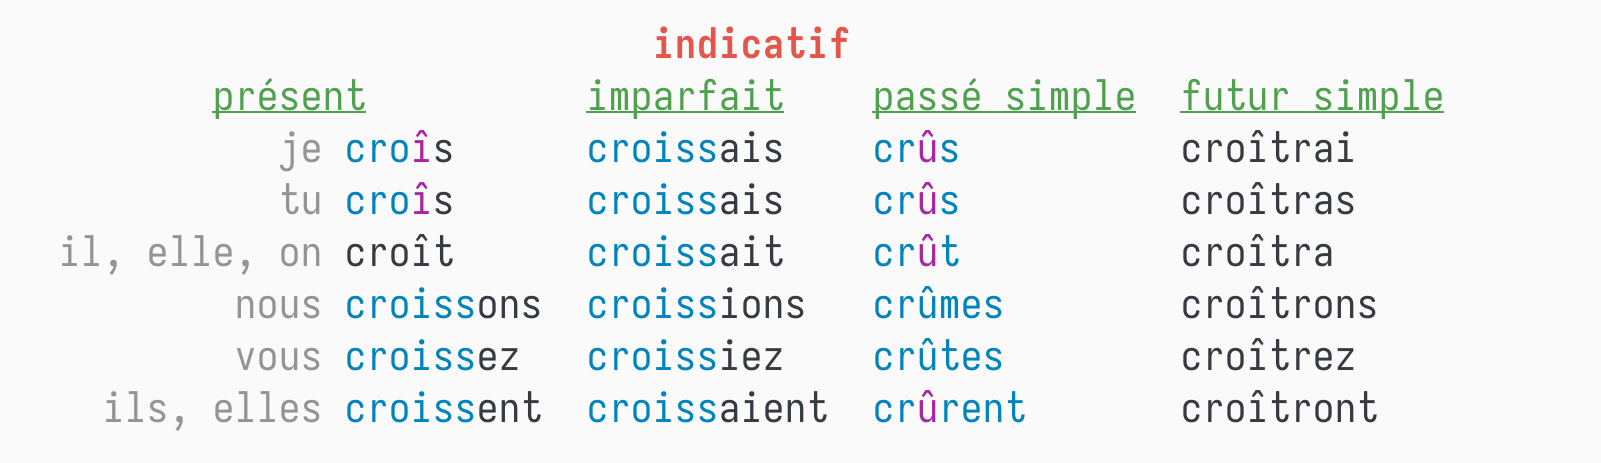 indicatif
présent imparfait passé simple futur simple
je croîs croissais crûs croîtrai
tu croîs croissais crûs croîtras
il, elle, on croît croissait crût croîtra
nous croissons croissions crûmes croîtrons
vous croissez croissiez crûtes croîtrez
ils, elles croissent croissaient crûrent croîtront